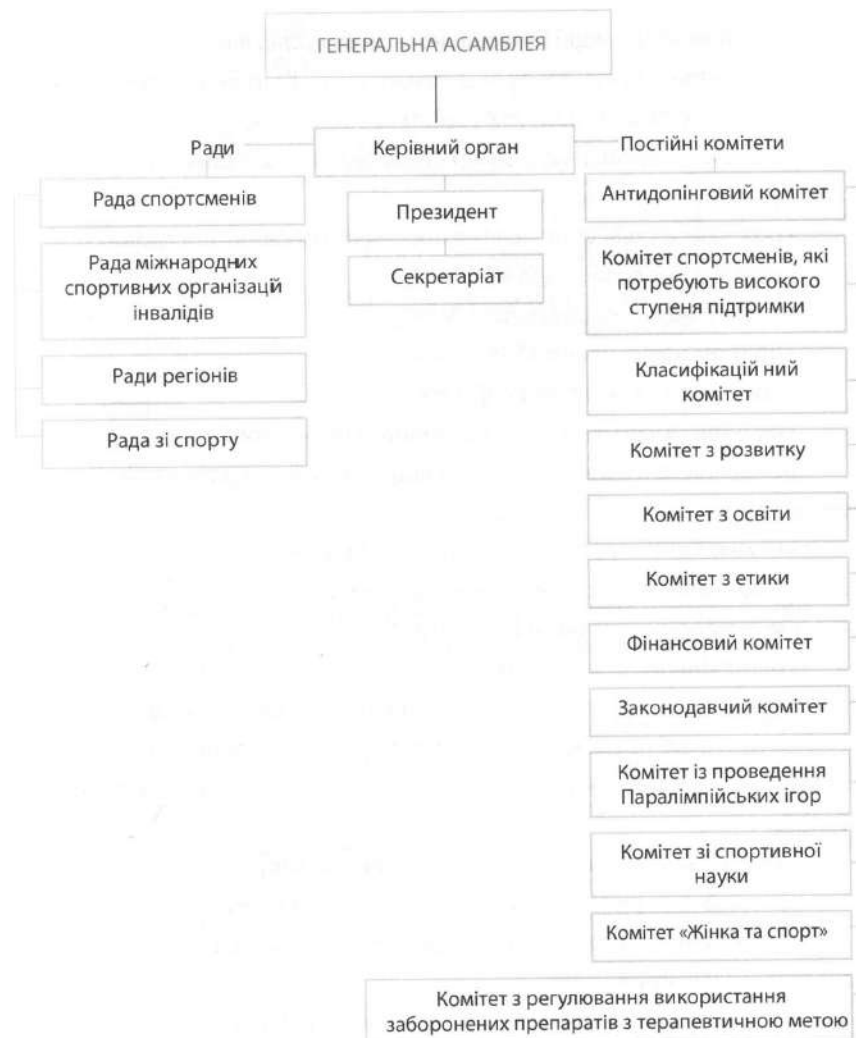 ГЕНЕРАЛЬНА АСАМБЛЕЯ
Ради
Керівний орган
Постійні комітети
Рада спортсменів
Рада міжнародних
спортивних організацій
інвалідів
Ради регіонів
Рада зі спорту
Президент
Секретаріат
Антидопінговий комітет
Комітет спортсменів, які
потребують високого
ступеня підтримки
Класифікацій ний
комітет
Комітет з розвитку
Комітет з освіти
Комітет з етики
Фінансовий комітет
Законодавчий комітет
Комітет із проведення
Паралімпійських ігор
Комітет зі спортивної
науки
Комітет «Жінка та спорт»
Комітет з регулювання використання
заборонених препаратів з терапевтичною метою